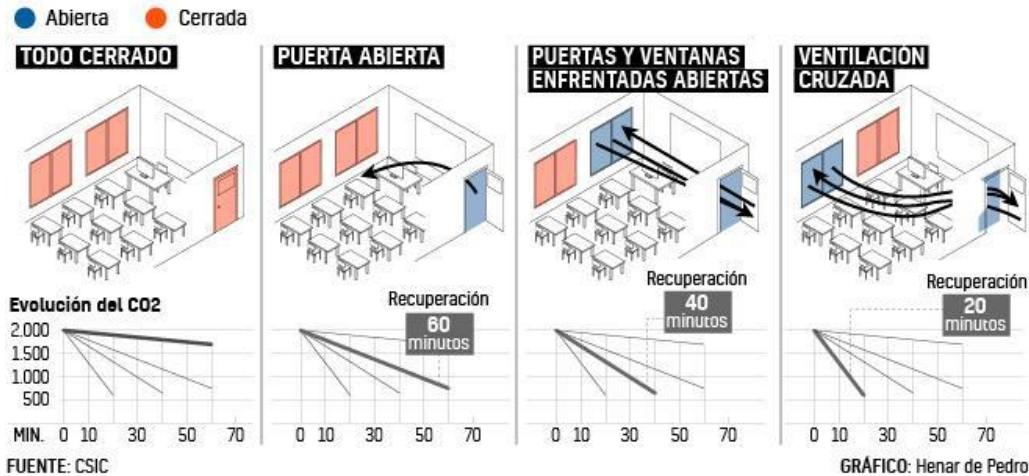 Abierta Cerrada
TODO CERRADO
PUERTA ABIERTA
PUERTAS Y VENTANAS
ENFRENTADAS ABIERTAS
VENTILACIÓN
CRUZADA
Evolución del CO2
2.000
1.500
1.000
500
MIN. 0 10 30 50 70
Recuperación
60
minutos
0 10 30 50 70
Recuperación
40
minutos
0 10 30 50 70
Recuperación
20
minutos
0 10 30 50 70
FUENTE: CSIC
GRÁFICO: Henar de Pedro